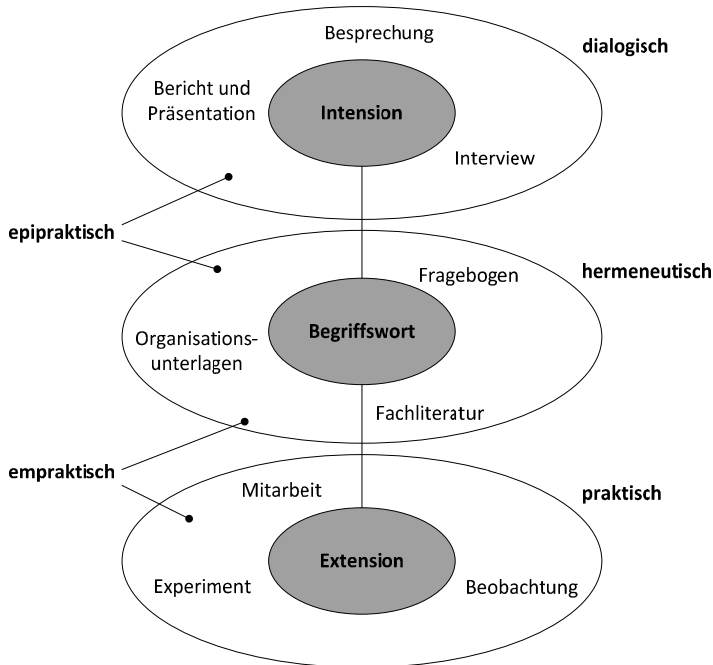 Besprechung
dialogisch
Bericht und
Präsentation
Intension
Interview
epipraktisch
Fragebogen
hermeneutisch
Begriffswort
Organisations-
unterlagen
Fachliteratur
empraktisch
Mitarbeit
praktisch
Extension
Experiment
Beobachtung